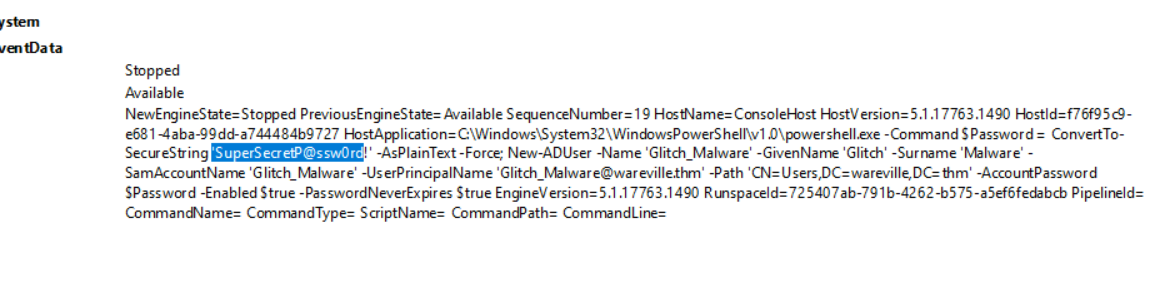 ystem
ventData
Stopped
Available
NewEngineState=Stopped PreviousEngineState=Available SequenceNumber=19 HostName=ConsoleHost HostVersion=5.1.17763.1490 HostId=f76f95c9-
e681-4aba-99dd-a744484b9727 HostApplication=C:\Windows\System32\WindowsPowerShell\v1.0\powershell.exe -Command $Password = ConvertTo-
SecureString 'SuperSecretP@ssw0rd!' -AsPlainText -Force; New-ADUser -Name 'Glitch_Malware' -GivenName 'Glitch' -Surname 'Malware' -
SamAccountName 'Glitch_Malware' -UserPrincipalName 'Glitch_Malware@wareville.thm' -Path 'CN=Users,DC=wareville,DC=thm' -AccountPassword
$Password -Enabled $true -PasswordNeverExpires $true EngineVersion=5.1.17763.1490 RunspaceId=725407ab-791b-4262-b575-a5ef6fedabcb PipelineId=
CommandName= CommandType= ScriptName= CommandPath= CommandLine=